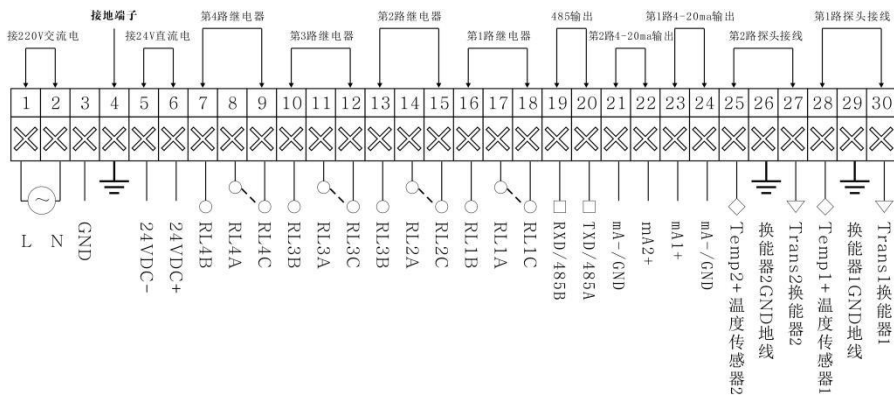 接地端子 第4路继电器 第2路继电器 485输出 第1路4-20ma输出 第1路探头接线
接220V交流电 接24V直流电 第3路继电器 第1路继电器 第2路4-20ma输出 第2路探头接线
1 2 3 4 5 6 7 8 9 10 11 12 13 14 15 16 17 18 19 20 21 22 23 24 25 26 27 28 29 30
L
N
GND
24VDC-
24VDC+
RL4B
RL4A
RL4C
RL3B
RL3A
RL3C
RL3B
RL2A
RL2C
RL1B
RL1A
RL1C
RXD/485B
TXD/485A
mA-/GND
mA2+
mA1+
mA-/GND
Temp2+温度传感器2
换能器2GND地线
Trans2换能器2
Temp1+温度传感器1
换能器1GND地线
Trans1换能器1